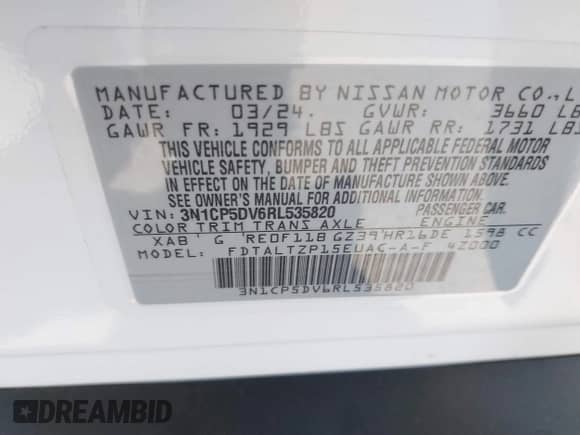 MANUFACTURED BY NISSAN MOTOR CO., L
DATE: 03/24. GVWR: 3660 LB
GAWR FR: 1929 LBS GAWR RR: 1731 LBS
THIS VEHICLE CONFORMS TO ALL APPLICABLE FEDERAL MOTOR
VEHICLE SAFETY, BUMPER AND THEFT PREVENTION STANDARDS
IN EFFECT ON THE DATE OF MANUFACTURE SHOWN ABOVE.
SEE OWNER'S MANUAL FOR ADDITIONAL INFORMATION
VIN: 3N1CP5DV6RL535820 PASSENGER CAR.
COLOR TRIM TRANS AXLE ENGINE
XAB G RE0F11B GZ39 HR16DE 1598 CC
MODEL: FDTALTZP15EUAC-A-F 4Z000
3N1CP5DV6RL535820
DREAMBID